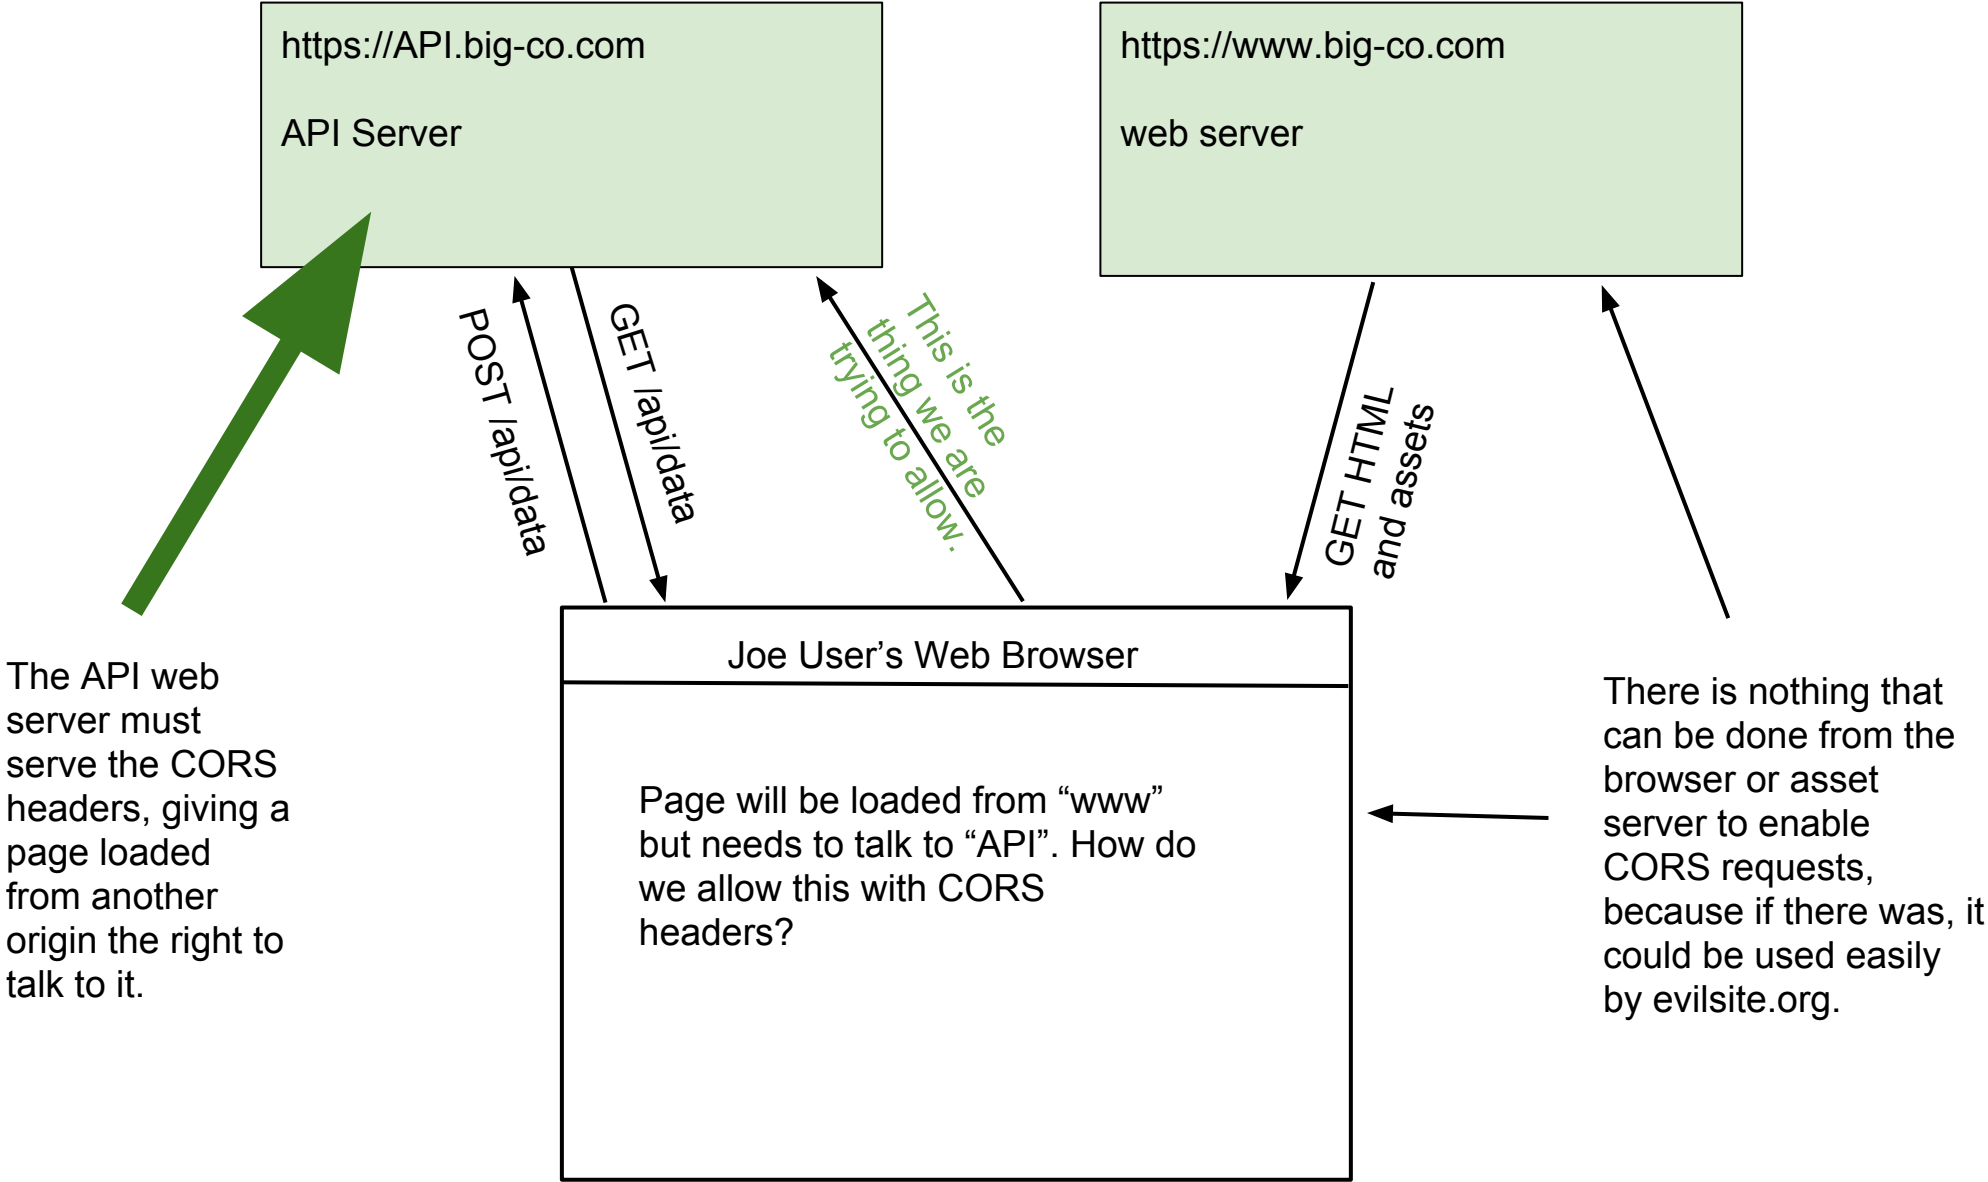 https://API.big-co.com
API Server
https://www.big-co.com
web server
POST /api/data
GET /api/data
This is the
thing we are
trying to allow.
GET HTML
and assets
Joe User’s Web Browser
Page will be loaded from “www”
but needs to talk to “API”. How do
we allow this with CORS
headers?
The API web
server must
serve the CORS
headers, giving a
page loaded
from another
origin the right to
talk to it.
There is nothing that
can be done from the
browser or asset
server to enable
CORS requests,
because if there was, it
could be used easily
by evilsite.org.